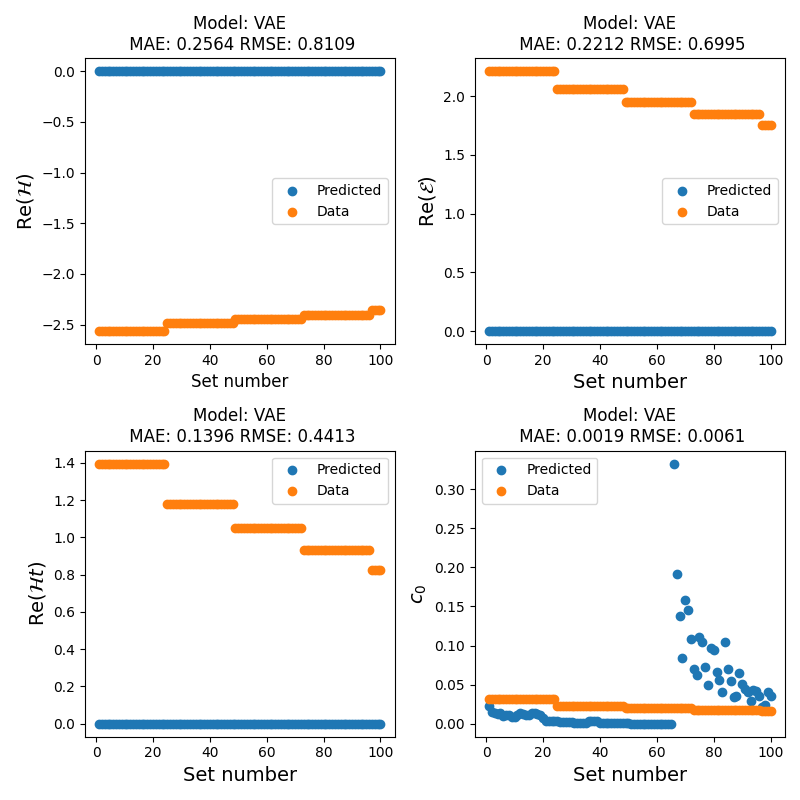 Model: VAE
MAE: 0.2564 RMSE: 0.8109
0.0
−0.5
−1.0
−1.5
−2.0
−2.5
Re(ℋ)
Predicted
Data
0 20 40 60 80 100
Set number
Model: VAE
MAE: 0.2212 RMSE: 0.6995
2.0
1.5
1.0
0.5
0.0
Re(ℰ)
Predicted
Data
0 20 40 60 80 100
Set number
Model: VAE
MAE: 0.1396 RMSE: 0.4413
1.4
1.2
1.0
0.8
0.6
0.4
0.2
0.0
Re(ℋt)
Predicted
Data
0 20 40 60 80 100
Set number
Model: VAE
MAE: 0.0019 RMSE: 0.0061
0.30
0.25
0.20
0.15
0.10
0.05
0.00
c₀
Predicted
Data
0 20 40 60 80 100
Set number